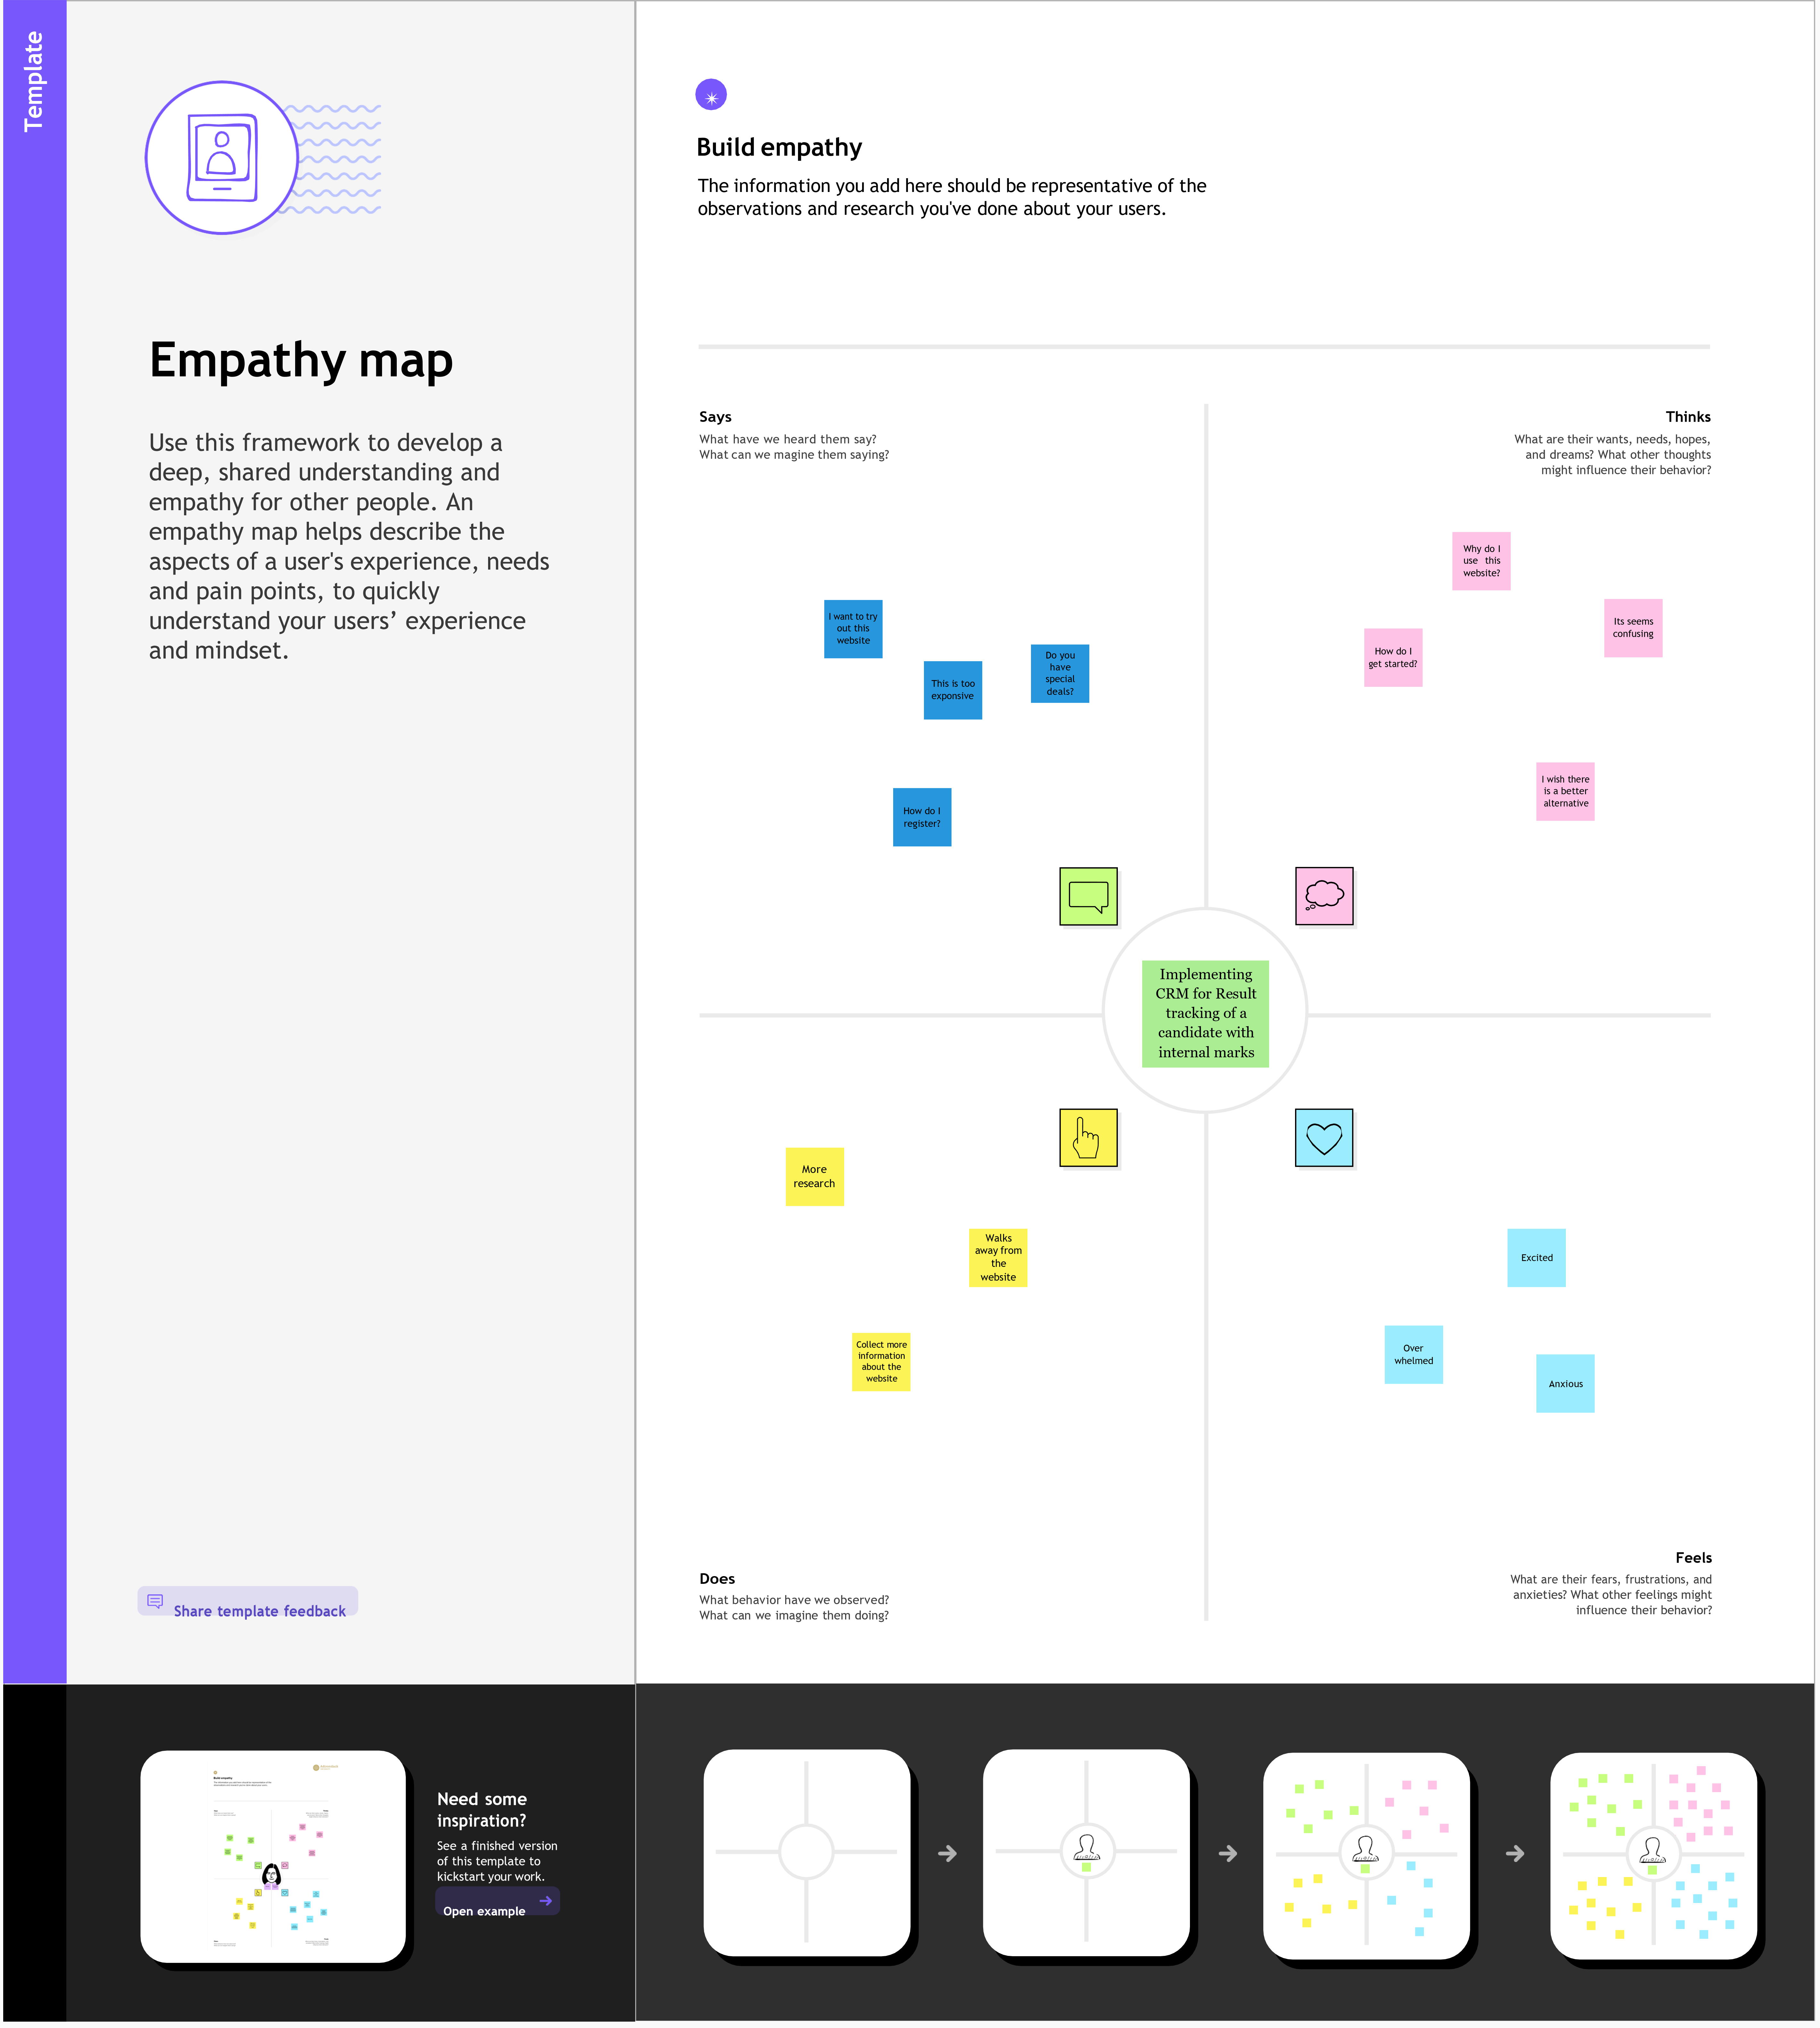 Template
Empathy map
Use this framework to develop a
deep, shared understanding and
empathy for other people. An
empathy map helps describe the
aspects of a user's experience, needs
and pain points, to quickly
understand your users’ experience
and mindset.
Share template feedback
Build empathy
The information you add here should be representative of the
observations and research you've done about your users.
Says
What have we heard them say?
What can we magine them saying?
I want to try
out this
website
This is too
exponsive
Do you
have
special
deals?
How do I
register?
Thinks
What are their wants, needs, hopes,
and dreams? What other thoughts
might influence their behavior?
Why do I
use this
website?
Its seems
confusing
How do I
get started?
I wish there
is a better
alternative
Implementing
CRM for Result
tracking of a
candidate with
internal marks
More
research
Walks
away from
the
website
Collect more
information
about the
website
Does
What behavior have we observed?
What can we imagine them doing?
Excited
Over
whelmed
Anxious
Feels
What are their fears, frustrations, and
anxieties? What other feelings might
influence their behavior?
Build empathy
Need some
inspiration?
See a finished version
of this template to
kickstart your work.
Open example